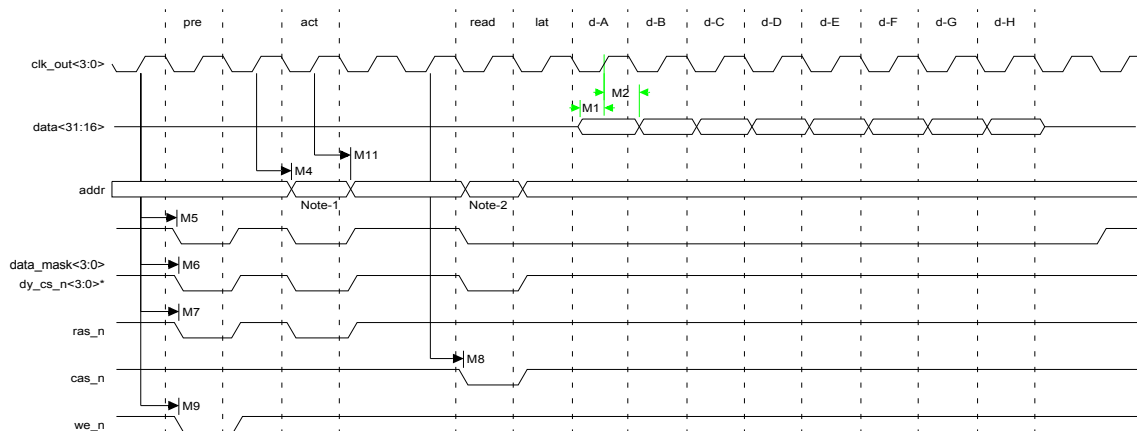 pre act read lat d-A d-B d-C d-D d-E d-F d-G d-H
clk_out<3:0>
M2
M1
data<31:16>
M11
M4
addr
Note-1 Note-2
M5
data_mask<3:0> M6
dy_cs_n<3:0>*
M7
ras_n
M8
cas_n
M9
we_n